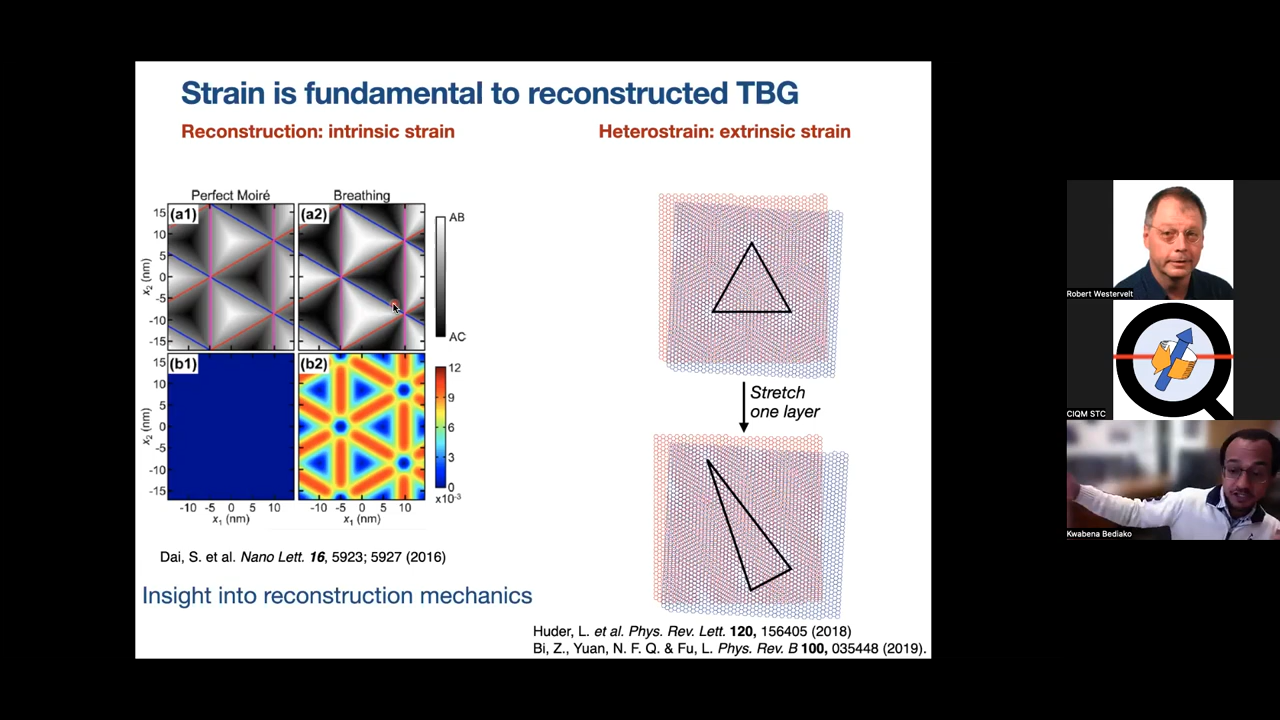 Strain is fundamental to reconstructed TBG
Reconstruction: intrinsic strain
Heterostrain: extrinsic strain
Perfect Moiré
Breathing
(a1)
(a2)
AB
AC
15
10
5
0
-5
-10
-15
x₂ (nm)
(b1)
(b2)
15
10
5
0
-5
-10
-15
x₂ (nm)
12
9
6
3
0
x10⁻³
-10 -5 0 5 10
-10 -5 0 5 10
x₁ (nm)
x₁ (nm)
Dai, S. et al. Nano Lett. 16, 5923; 5927 (2016)
Insight into reconstruction mechanics
Stretch
one layer
Huder, L. et al. Phys. Rev. Lett. 120, 156405 (2018)
Bi, Z., Yuan, N. F. Q. & Fu, L. Phys. Rev. B 100, 035448 (2019).
Robert Westervelt
CIQM STC
Kwabena Bediako